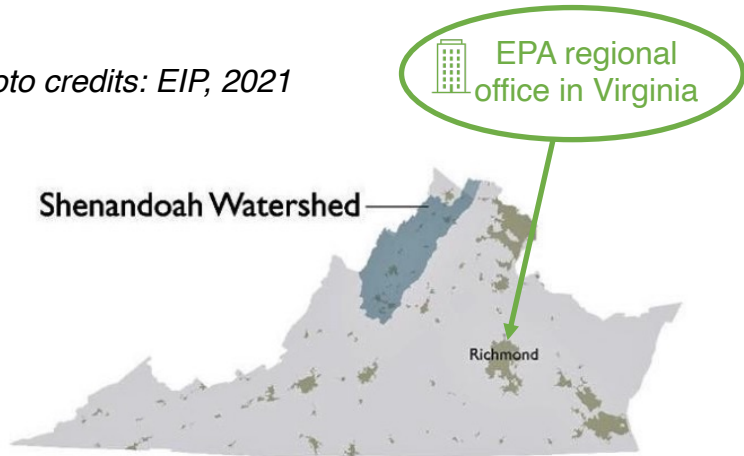 oto credits: EIP, 2021
EPA regional
office in Virginia
Shenandoah Watershed
Richmond